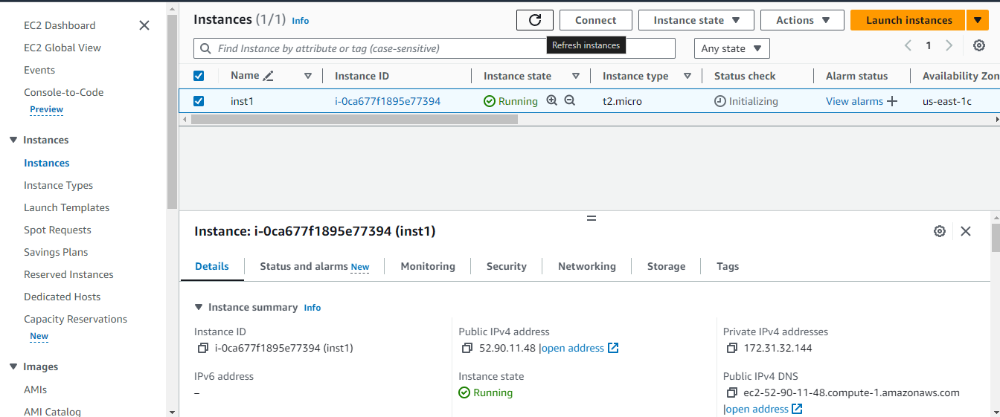 EC2 Dashboard
EC2 Global View
Events
Console-to-Code
Preview
Instances
Instances
Instance Types
Launch Templates
Spot Requests
Savings Plans
Reserved Instances
Dedicated Hosts
Capacity Reservations
New
Images
AMIs
AMI Catalog
Instances (1/1) Info
Connect
Instance state
Actions
Launch instances
Find Instance by attribute or tag (case-sensitive)
Refresh instances
Any state
1
Name Instance ID Instance state Instance type Status check Alarm status Availability Zon
inst1 i-0ca677f1895e77394 Running t2.micro Initializing View alarms + us-east-1c
Instance: i-0ca677f1895e77394 (inst1)
Details Status and alarms New Monitoring Security Networking Storage Tags
Instance summary Info
Instance ID
i-0ca677f1895e77394 (inst1)
IPv6 address
–
Public IPv4 address
52.90.11.48 |open address
Instance state
Running
Private IPv4 addresses
172.31.32.144
Public IPv4 DNS
ec2-52-90-11-48.compute-1.amazonaws.com
|open address